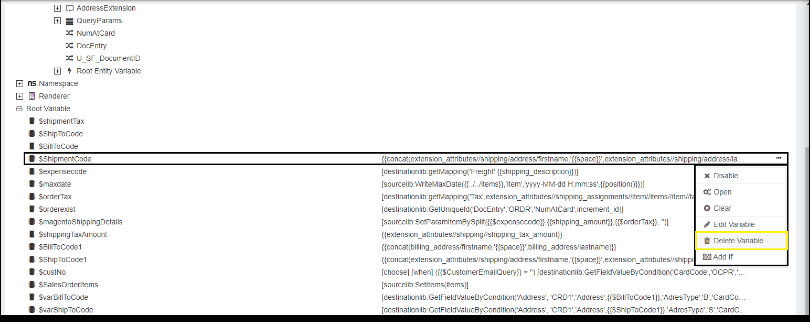 AddressExtension
QueryParams
NumAtCard
DocEntry
U_SF_DocumentID
Root Entity Variable
Namespace
Renderer
Root Variable
$shipmentTax
$ShipToCode
$BillToCode
$ShipmentCode {{concat(extension_attributes//shipping/address/firstname,'{{space}}',extension_attributes//shipping/address/la...
$expensecode [destinationlib:getMapping('Freight',{{shipping_description}})]
$maxdate [sourcelib:WriteMaxDate({{../../items}},'item','yyyy-MM-dd H:mm:ss',{{position()}})]
$orderTax [destinationlib:getMapping('Tax',extension_attributes//shipping_assignments//item//items//item//ta
$orderexist [destinationlib:GetUniqueId('DocEntry','ORDR','NumAtCard',increment_id)]
$magentoShippingDetails [sourcelib:SetParamitemBySplit({{$expensecode}},{{shipping_amount}},{{$orderTax}}, '')]
$shippingTaxAmount {{extension_attributes//shipping//shipping_tax_amount}}
$BillToCode1 {{concat(billing_address/firstname,'{{space}}',billing_address/lastname)}}
$ShipToCode1 {{concat(extension_attributes//shipping/address/firstname,'{{space}}',extension_attributes//shippin
$custNo [choose] [when] ({{$CustomerEmailQuery}} = '') [destinationlib:GetFieldValueByCondition('CardCode','OCPR','...
$SalesOrderItems [sourcelib:SetItems(items)]
$varBillToCode [destinationlib:GetFieldValueByCondition('Address', 'CRD1','Address',{{$BillToCode1}},'AdresType','B','CardCo...
$varShipToCode [destinationlib:GetFieldValueByCondition('Address', 'CRD1','Address',{{$ShipToCode1}},'AdresType','S','CardC...
Disable
Open
Clear
Edit Variable
Delete Variable
Add If